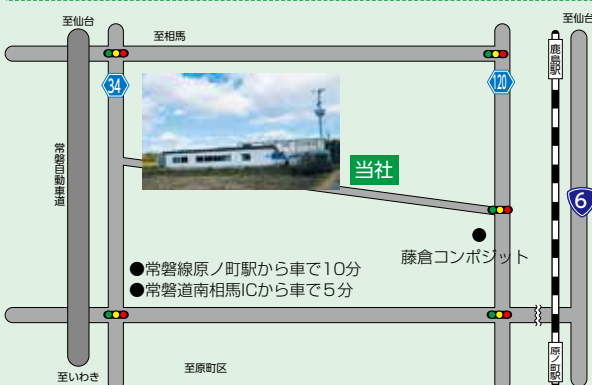 至仙台
至相馬
至仙台
鹿島駅
34
120
常磐自動車道
当社
6
藤倉コンポジット
●常磐線原ノ町駅から車で10分
●常磐道南相馬ICから車で5分
至原町区
原ノ町駅
至いわき